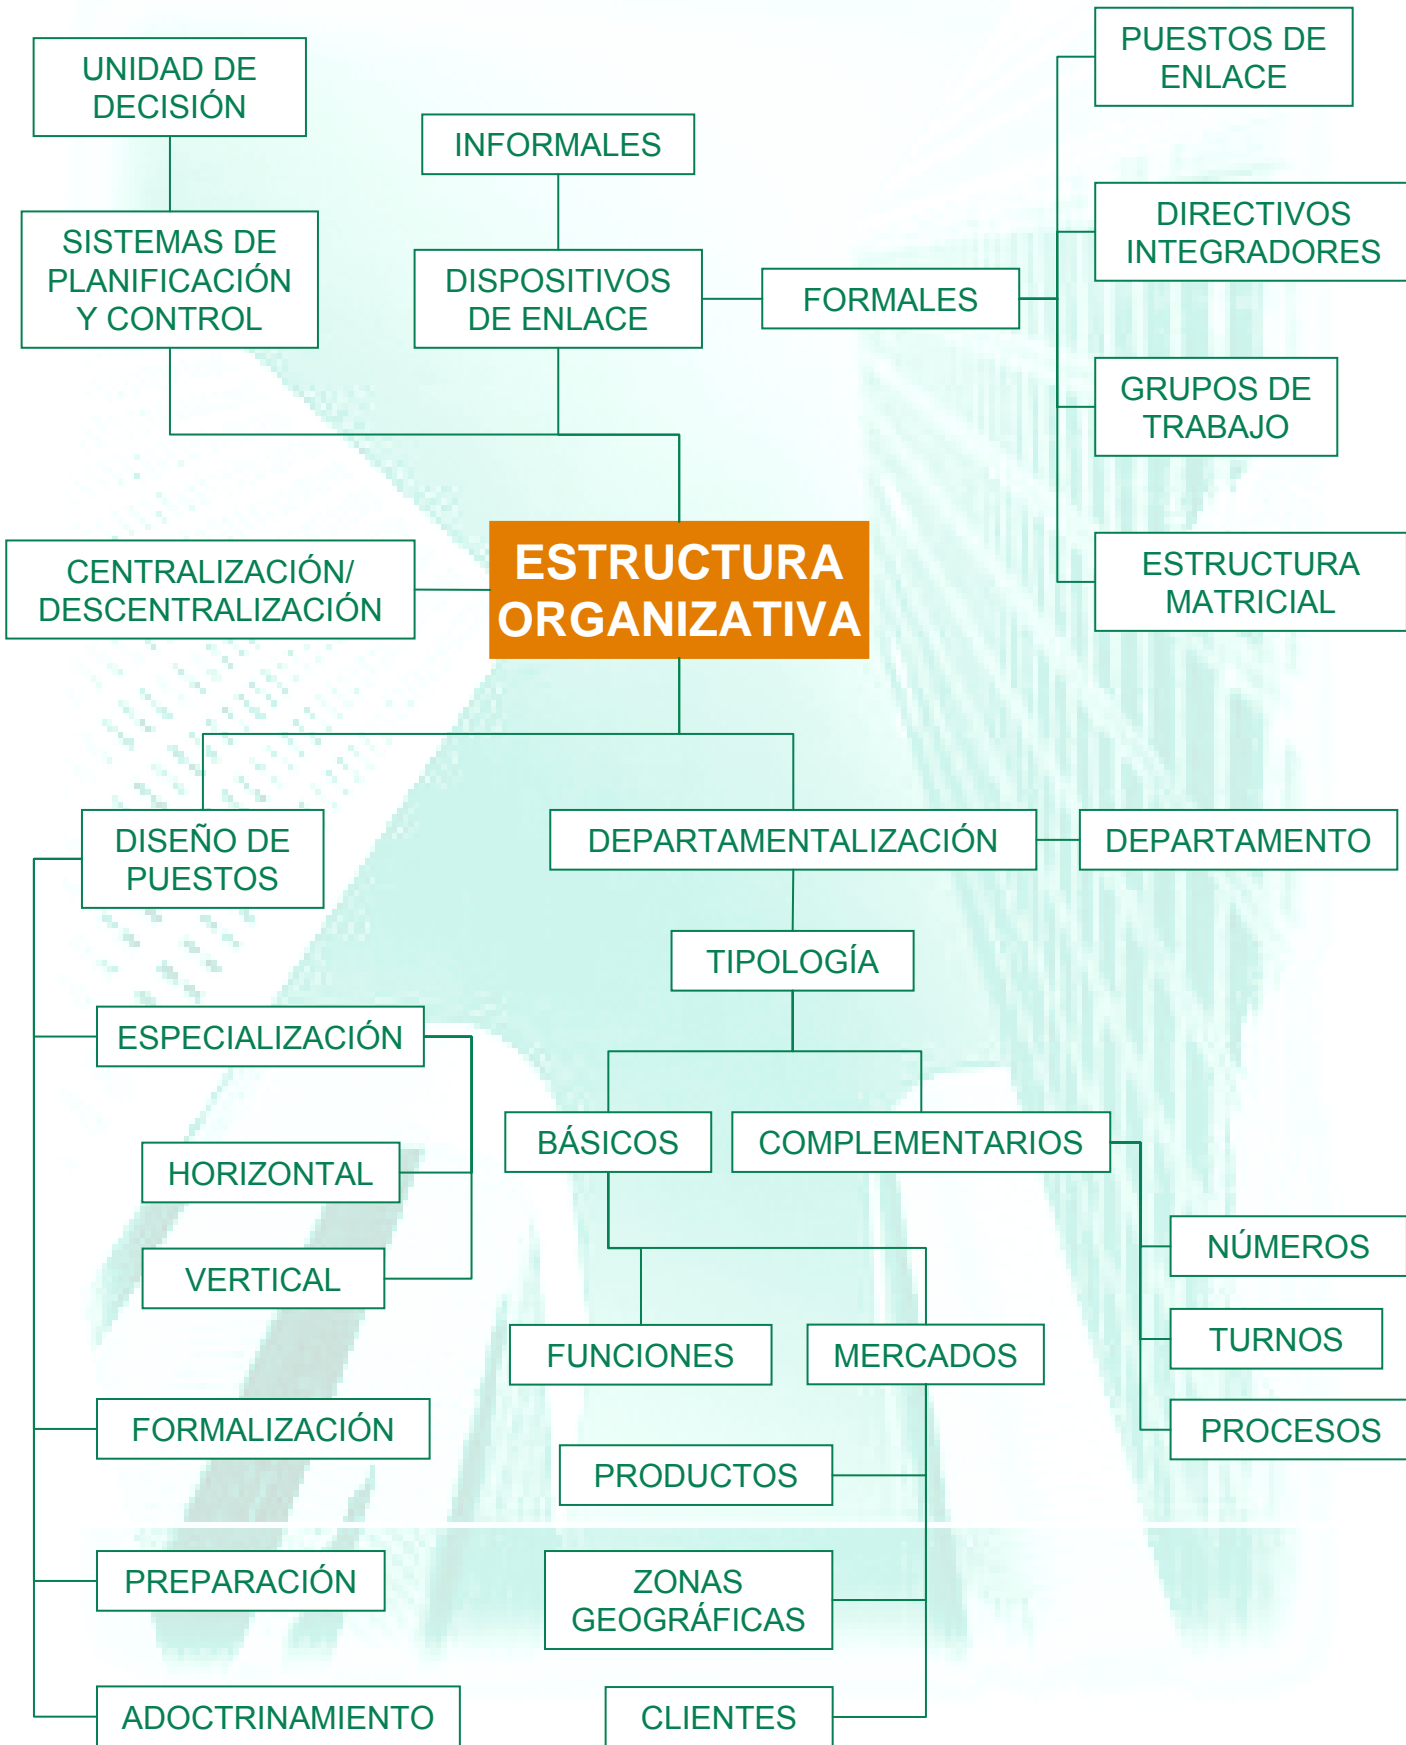 UNIDAD DE
DECISIÓN
PUESTOS DE
ENLACE
INFORMALES
SISTEMAS DE
PLANIFICACIÓN
Y CONTROL
DISPOSITIVOS
DE ENLACE
FORMALES
DIRECTIVOS
INTEGRADORES
GRUPOS DE
TRABAJO
CENTRALIZACIÓN/
DESCENTRALIZACIÓN
ESTRUCTURA
ORGANIZATIVA
ESTRUCTURA
MATRICIAL
DISEÑO DE
PUESTOS
DEPARTAMENTALIZACIÓN
DEPARTAMENTO
TIPOLOGÍA
ESPECIALIZACIÓN
HORIZONTAL
VERTICAL
BÁSICOS
COMPLEMENTARIOS
NÚMEROS
TURNOS
PROCESOS
FUNCIONES
MERCADOS
FORMALIZACIÓN
PRODUCTOS
PREPARACIÓN
ZONAS
GEOGRÁFICAS
ADOCTRINAMIENTO
CLIENTES